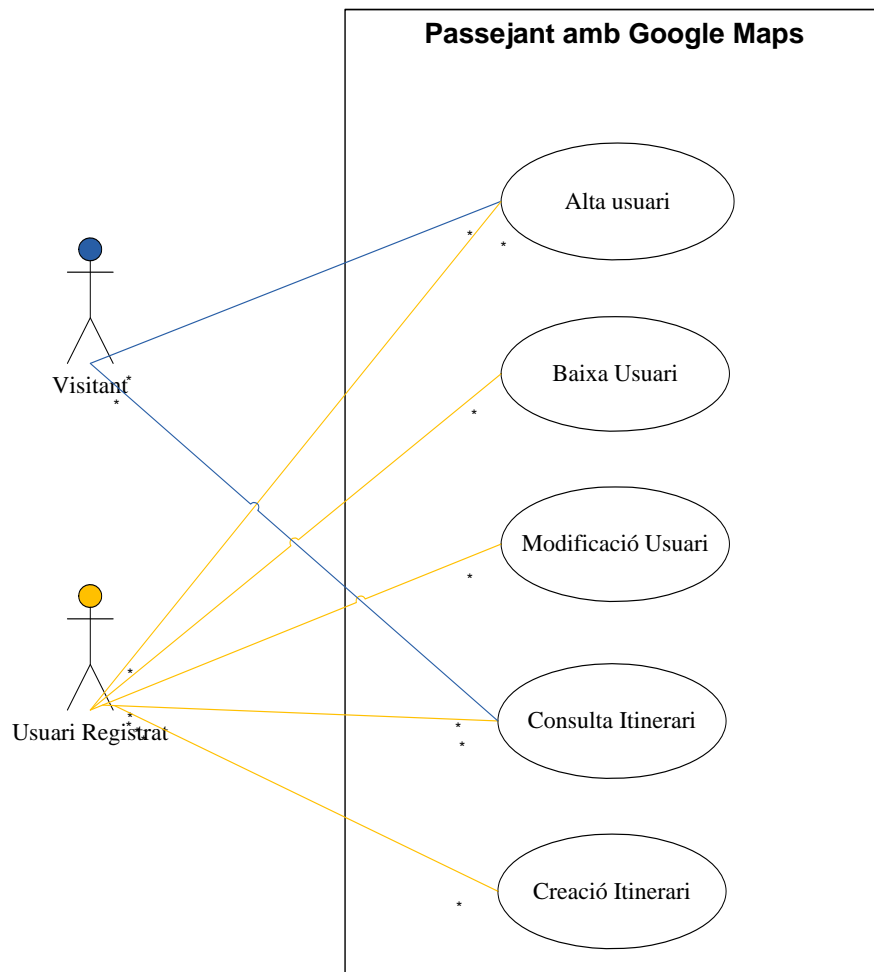 Passejant amb Google Maps
Alta usuari
*
*
Visitant
*
*
Baixa Usuari
*
Modificació Usuari
*
Usuari Registrat
*
*
*
*
*
Consulta Itinerari
*
*
Creació Itinerari
*